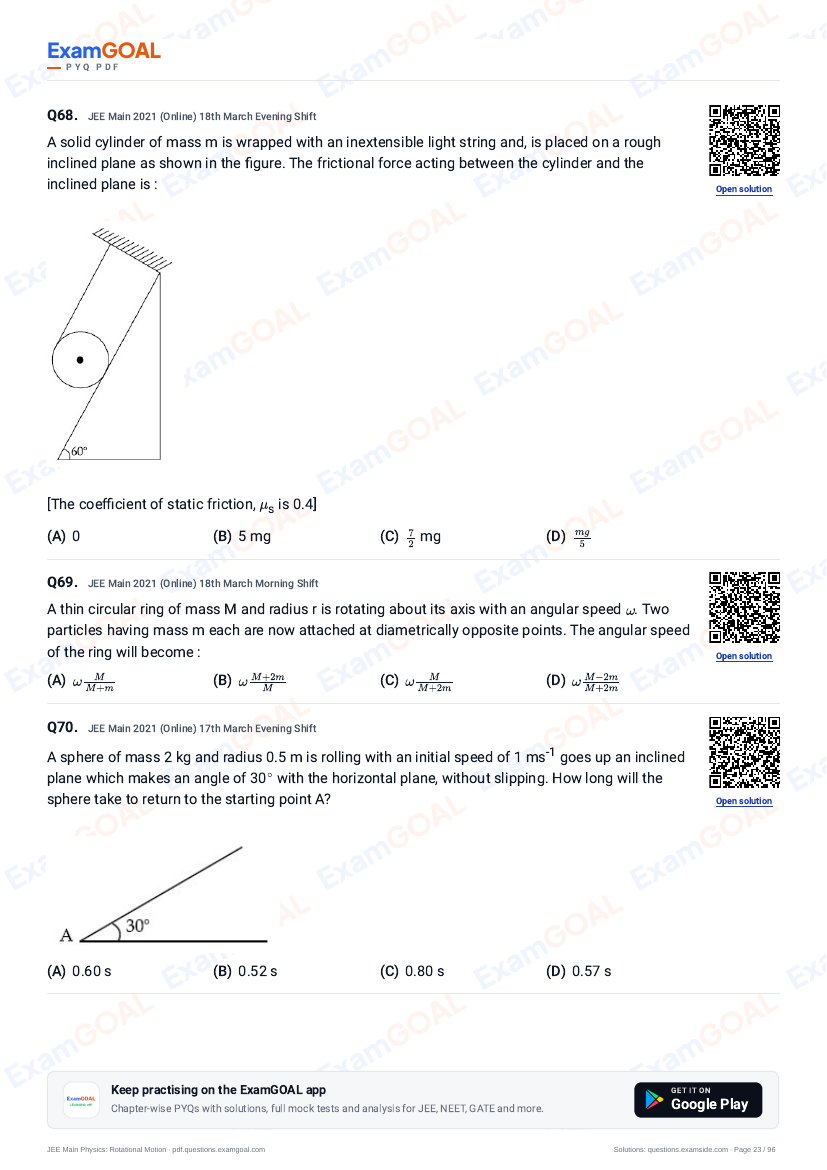 ExamGOAL
PYQ PDF
Q68. JEE Main 2021 (Online) 18th March Evening Shift
A solid cylinder of mass m is wrapped with an inextensible light string and, is placed on a rough
inclined plane as shown in the figure. The frictional force acting between the cylinder and the
inclined plane is :
Open solution
60°
[The coefficient of static friction, μs is 0.4]
(A) 0 (B) 5 mg (C) 7/2 mg (D) mg/5
Q69. JEE Main 2021 (Online) 18th March Morning Shift
A thin circular ring of mass M and radius r is rotating about its axis with an angular speed ω. Two
particles having mass m each are now attached at diametrically opposite points. The angular speed
of the ring will become :
Open solution
(A) ω M/M+m (B) ω M+2m/M (C) ω M/M+2m (D) ω M−2m/M+2m
Q70. JEE Main 2021 (Online) 17th March Evening Shift
A sphere of mass 2 kg and radius 0.5 m is rolling with an initial speed of 1 ms-1 goes up an inclined
plane which makes an angle of 30° with the horizontal plane, without slipping. How long will the
sphere take to return to the starting point A?
Open solution
A 30°
(A) 0.60 s (B) 0.52 s (C) 0.80 s (D) 0.57 s
Keep practising on the ExamGOAL app
Chapter-wise PYQs with solutions, full mock tests and analysis for JEE, NEET, GATE and more.
GET IT ON
Google Play
JEE Main Physics: Rotational Motion · pdf.questions.examgoal.com Solutions: questions.examside.com · Page 23 / 96